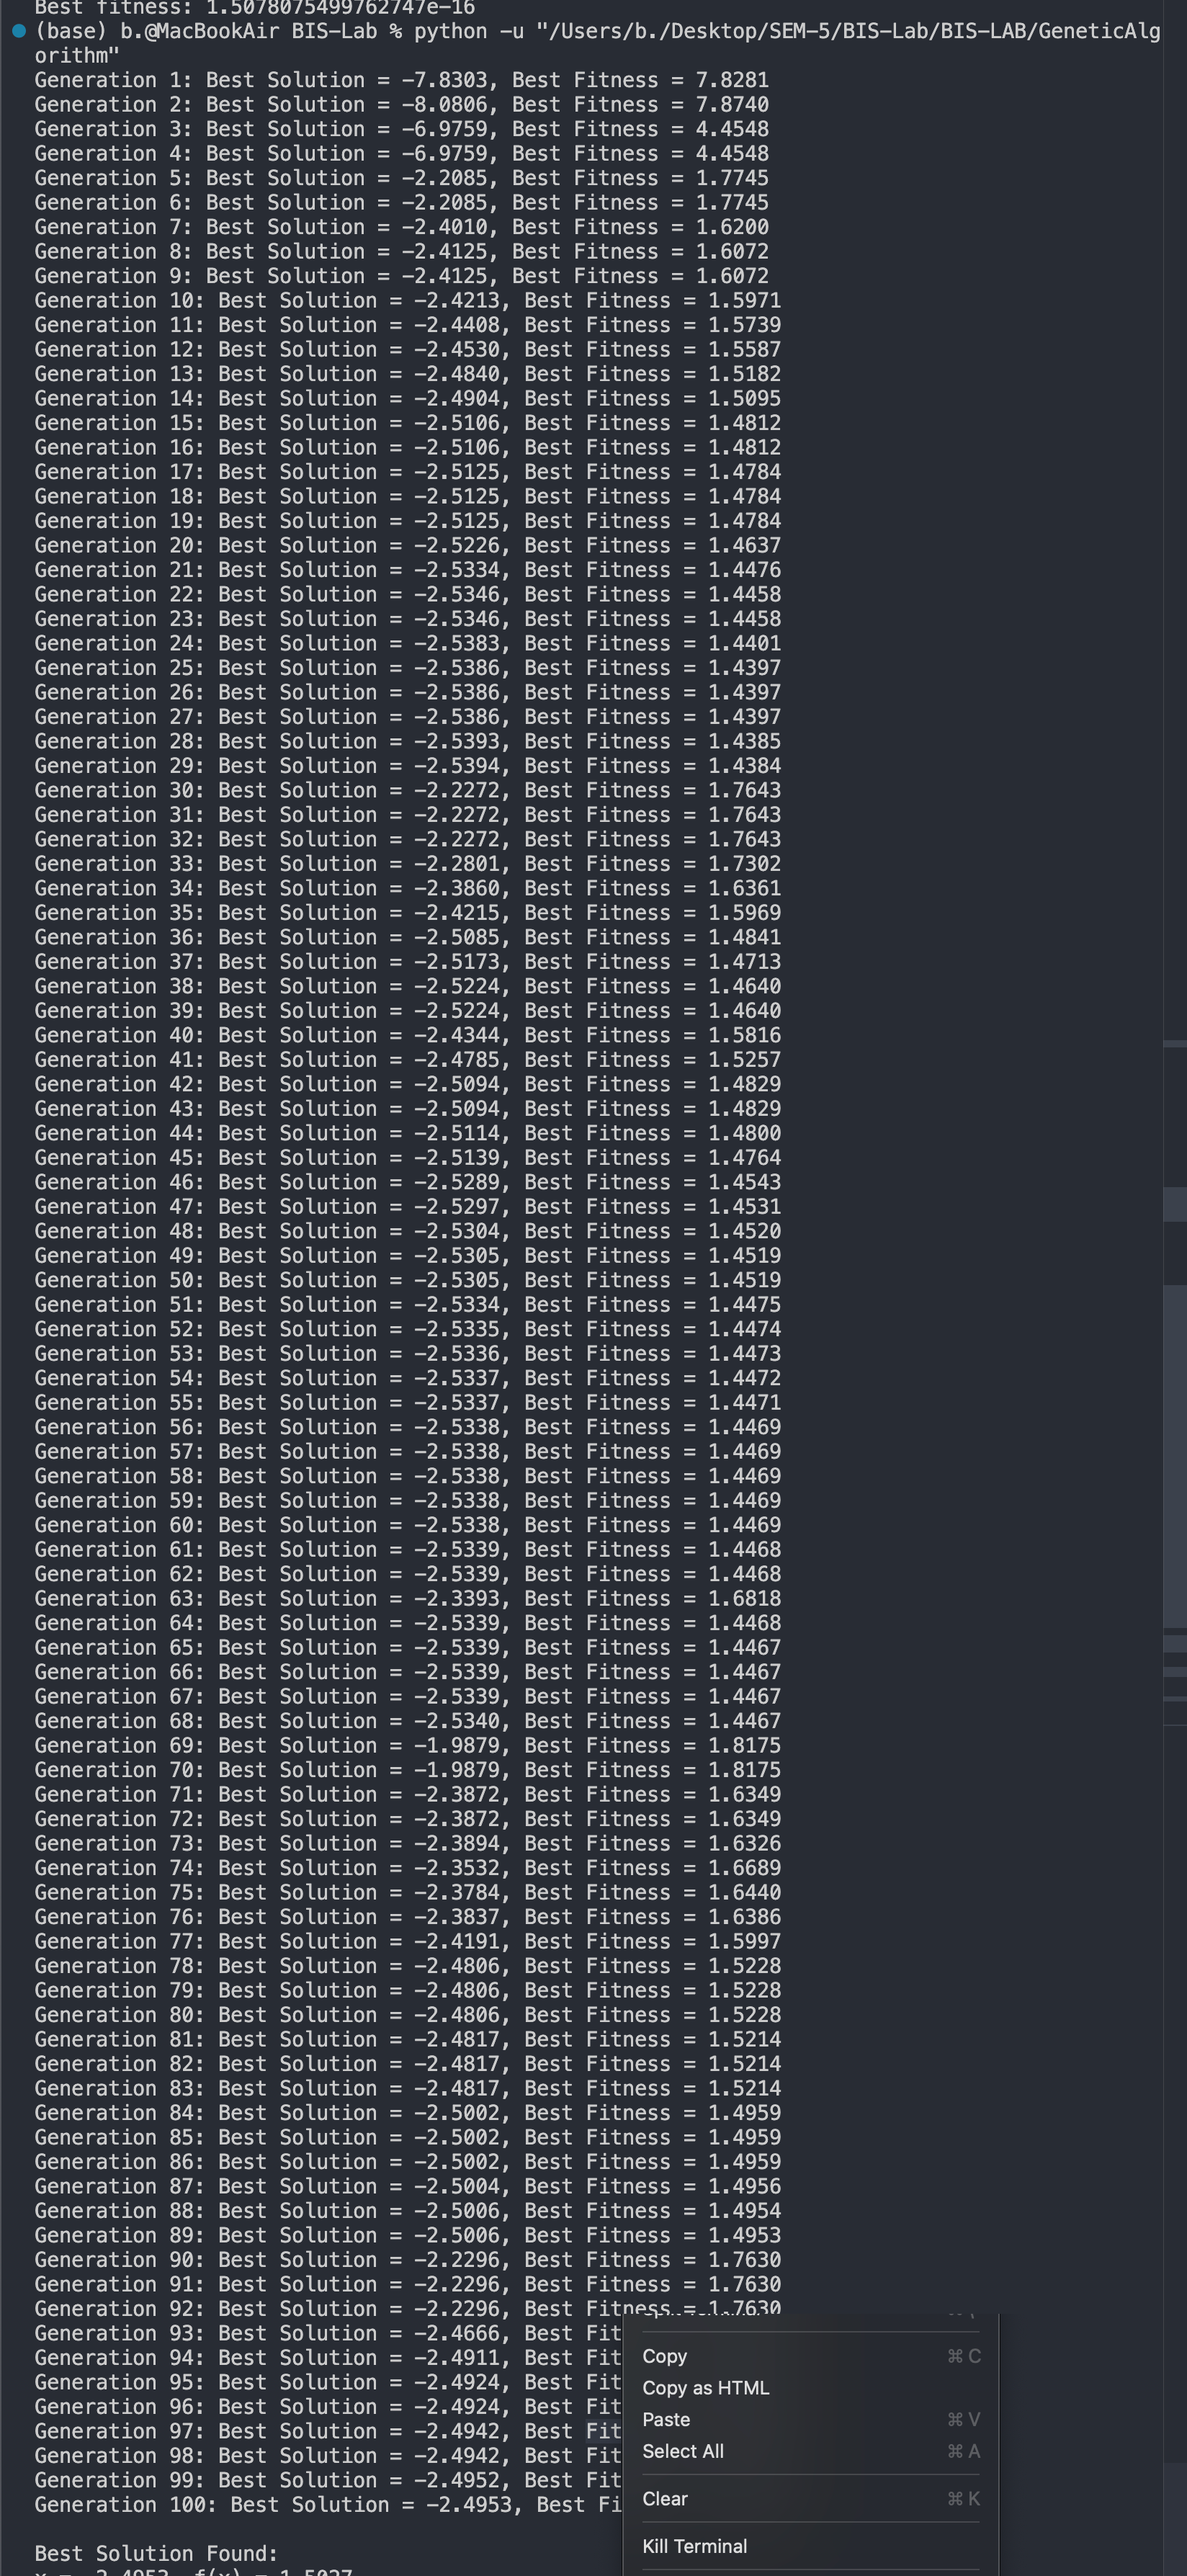 Best fitness: 1.5078075499762747e-16
(base) b.@MacBookAir BIS-Lab % python -u "/Users/b./Desktop/SEM-5/BIS-Lab/BIS-LAB/GeneticAlg
orithm"
Generation 1: Best Solution = -7.8303, Best Fitness = 7.8281
Generation 2: Best Solution = -8.0806, Best Fitness = 7.8740
Generation 3: Best Solution = -6.9759, Best Fitness = 4.4548
Generation 4: Best Solution = -6.9759, Best Fitness = 4.4548
Generation 5: Best Solution = -2.2085, Best Fitness = 1.7745
Generation 6: Best Solution = -2.2085, Best Fitness = 1.7745
Generation 7: Best Solution = -2.4010, Best Fitness = 1.6200
Generation 8: Best Solution = -2.4125, Best Fitness = 1.6072
Generation 9: Best Solution = -2.4125, Best Fitness = 1.6072
Generation 10: Best Solution = -2.4213, Best Fitness = 1.5971
Generation 11: Best Solution = -2.4408, Best Fitness = 1.5739
Generation 12: Best Solution = -2.4530, Best Fitness = 1.5587
Generation 13: Best Solution = -2.4840, Best Fitness = 1.5182
Generation 14: Best Solution = -2.4904, Best Fitness = 1.5095
Generation 15: Best Solution = -2.5106, Best Fitness = 1.4812
Generation 16: Best Solution = -2.5106, Best Fitness = 1.4812
Generation 17: Best Solution = -2.5125, Best Fitness = 1.4784
Generation 18: Best Solution = -2.5125, Best Fitness = 1.4784
Generation 19: Best Solution = -2.5125, Best Fitness = 1.4784
Generation 20: Best Solution = -2.5226, Best Fitness = 1.4637
Generation 21: Best Solution = -2.5334, Best Fitness = 1.4476
Generation 22: Best Solution = -2.5346, Best Fitness = 1.4458
Generation 23: Best Solution = -2.5346, Best Fitness = 1.4458
Generation 24: Best Solution = -2.5383, Best Fitness = 1.4401
Generation 25: Best Solution = -2.5386, Best Fitness = 1.4397
Generation 26: Best Solution = -2.5386, Best Fitness = 1.4397
Generation 27: Best Solution = -2.5386, Best Fitness = 1.4397
Generation 28: Best Solution = -2.5393, Best Fitness = 1.4385
Generation 29: Best Solution = -2.5394, Best Fitness = 1.4384
Generation 30: Best Solution = -2.2272, Best Fitness = 1.7643
Generation 31: Best Solution = -2.2272, Best Fitness = 1.7643
Generation 32: Best Solution = -2.2272, Best Fitness = 1.7643
Generation 33: Best Solution = -2.2801, Best Fitness = 1.7302
Generation 34: Best Solution = -2.3860, Best Fitness = 1.6361
Generation 35: Best Solution = -2.4215, Best Fitness = 1.5969
Generation 36: Best Solution = -2.5085, Best Fitness = 1.4841
Generation 37: Best Solution = -2.5173, Best Fitness = 1.4713
Generation 38: Best Solution = -2.5224, Best Fitness = 1.4640
Generation 39: Best Solution = -2.5224, Best Fitness = 1.4640
Generation 40: Best Solution = -2.4344, Best Fitness = 1.5816
Generation 41: Best Solution = -2.4785, Best Fitness = 1.5257
Generation 42: Best Solution = -2.5094, Best Fitness = 1.4829
Generation 43: Best Solution = -2.5094, Best Fitness = 1.4829
Generation 44: Best Solution = -2.5114, Best Fitness = 1.4800
Generation 45: Best Solution = -2.5139, Best Fitness = 1.4764
Generation 46: Best Solution = -2.5289, Best Fitness = 1.4543
Generation 47: Best Solution = -2.5297, Best Fitness = 1.4531
Generation 48: Best Solution = -2.5304, Best Fitness = 1.4520
Generation 49: Best Solution = -2.5305, Best Fitness = 1.4519
Generation 50: Best Solution = -2.5305, Best Fitness = 1.4519
Generation 51: Best Solution = -2.5334, Best Fitness = 1.4475
Generation 52: Best Solution = -2.5335, Best Fitness = 1.4474
Generation 53: Best Solution = -2.5336, Best Fitness = 1.4473
Generation 54: Best Solution = -2.5337, Best Fitness = 1.4472
Generation 55: Best Solution = -2.5337, Best Fitness = 1.4471
Generation 56: Best Solution = -2.5338, Best Fitness = 1.4469
Generation 57: Best Solution = -2.5338, Best Fitness = 1.4469
Generation 58: Best Solution = -2.5338, Best Fitness = 1.4469
Generation 59: Best Solution = -2.5338, Best Fitness = 1.4469
Generation 60: Best Solution = -2.5338, Best Fitness = 1.4469
Generation 61: Best Solution = -2.5339, Best Fitness = 1.4468
Generation 62: Best Solution = -2.5339, Best Fitness = 1.4468
Generation 63: Best Solution = -2.3393, Best Fitness = 1.6818
Generation 64: Best Solution = -2.5339, Best Fitness = 1.4468
Generation 65: Best Solution = -2.5339, Best Fitness = 1.4467
Generation 66: Best Solution = -2.5339, Best Fitness = 1.4467
Generation 67: Best Solution = -2.5339, Best Fitness = 1.4467
Generation 68: Best Solution = -2.5340, Best Fitness = 1.4467
Generation 69: Best Solution = -1.9879, Best Fitness = 1.8175
Generation 70: Best Solution = -1.9879, Best Fitness = 1.8175
Generation 71: Best Solution = -2.3872, Best Fitness = 1.6349
Generation 72: Best Solution = -2.3872, Best Fitness = 1.6349
Generation 73: Best Solution = -2.3894, Best Fitness = 1.6326
Generation 74: Best Solution = -2.3532, Best Fitness = 1.6689
Generation 75: Best Solution = -2.3784, Best Fitness = 1.6440
Generation 76: Best Solution = -2.3837, Best Fitness = 1.6386
Generation 77: Best Solution = -2.4191, Best Fitness = 1.5997
Generation 78: Best Solution = -2.4806, Best Fitness = 1.5228
Generation 79: Best Solution = -2.4806, Best Fitness = 1.5228
Generation 80: Best Solution = -2.4806, Best Fitness = 1.5228
Generation 81: Best Solution = -2.4817, Best Fitness = 1.5214
Generation 82: Best Solution = -2.4817, Best Fitness = 1.5214
Generation 83: Best Solution = -2.4817, Best Fitness = 1.5214
Generation 84: Best Solution = -2.5002, Best Fitness = 1.4959
Generation 85: Best Solution = -2.5002, Best Fitness = 1.4959
Generation 86: Best Solution = -2.5002, Best Fitness = 1.4959
Generation 87: Best Solution = -2.5004, Best Fitness = 1.4956
Generation 88: Best Solution = -2.5006, Best Fitness = 1.4954
Generation 89: Best Solution = -2.5006, Best Fitness = 1.4953
Generation 90: Best Solution = -2.2296, Best Fitness = 1.7630
Generation 91: Best Solution = -2.2296, Best Fitness = 1.7630
Generation 92: Best Solution = -2.2296, Best Fitness = 1.7630
Generation 93: Best Solution = -2.4666, Best Fit
Generation 94: Best Solution = -2.4911, Best Fit
Generation 95: Best Solution = -2.4924, Best Fit
Generation 96: Best Solution = -2.4924, Best Fit
Generation 97: Best Solution = -2.4942, Best Fit
Generation 98: Best Solution = -2.4942, Best Fit
Generation 99: Best Solution = -2.4952, Best Fit
Generation 100: Best Solution = -2.4953, Best Fi
Copy ⌘ C
Copy as HTML
Paste ⌘ V
Select All ⌘ A
Clear ⌘ K
Kill Terminal
Best Solution Found:
x = -2.4953, f(x) = 1.5027